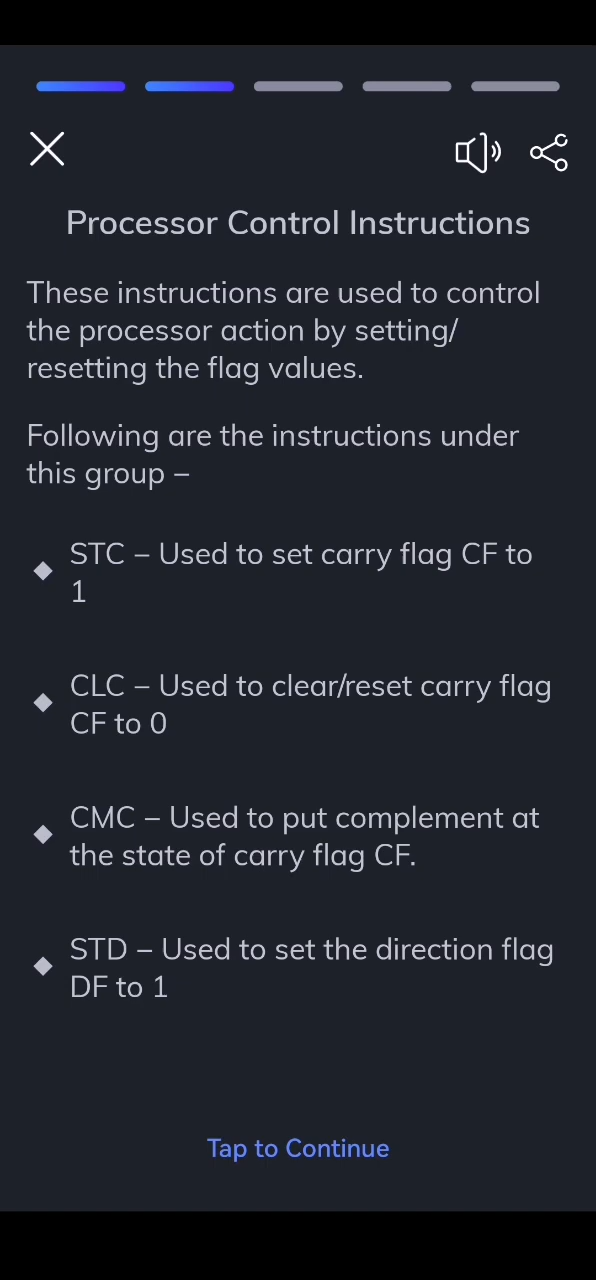 Processor Control Instructions
These instructions are used to control
the processor action by setting/
resetting the flag values.
Following are the instructions under
this group –
STC – Used to set carry flag CF to
1
CLC – Used to clear/reset carry flag
CF to 0
CMC – Used to put complement at
the state of carry flag CF.
STD – Used to set the direction flag
DF to 1
Tap to Continue